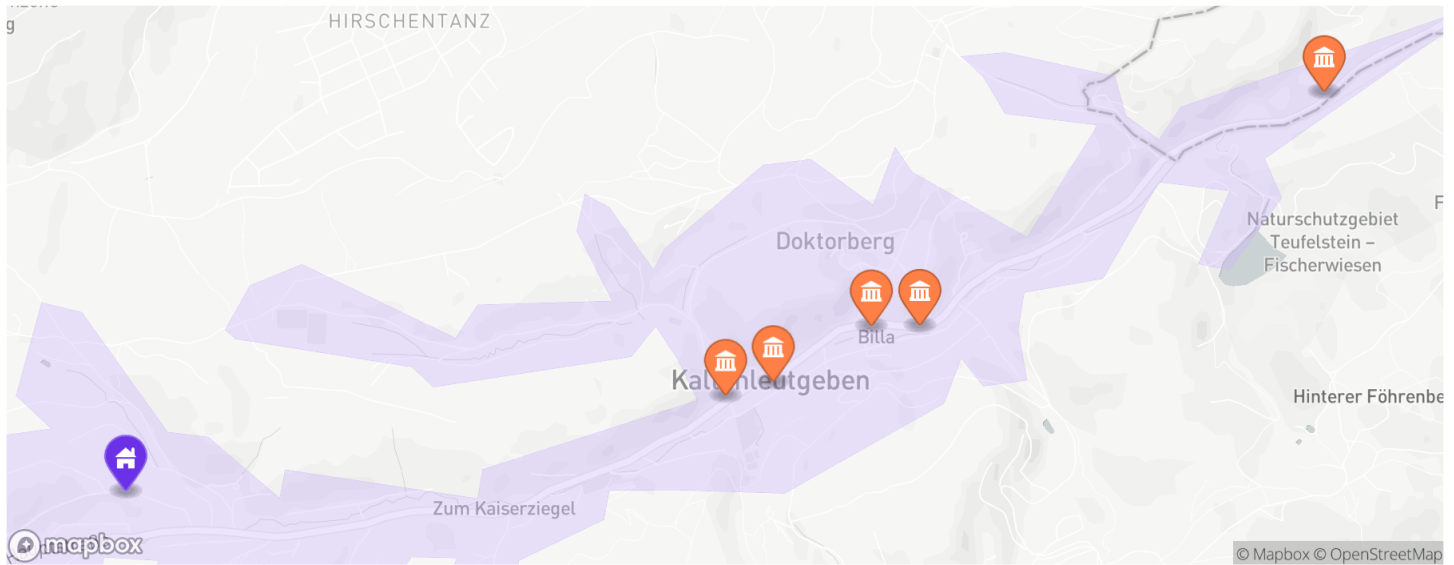 HIRSCHENTANZ
g
Doktorberg
Naturschutzgebiet
Teufelstein –
Fischerwiesen
F
Billa
Hinterer Föhrenbe
Zum Kaiserziegel
mapbox
© Mapbox © OpenStreetMap